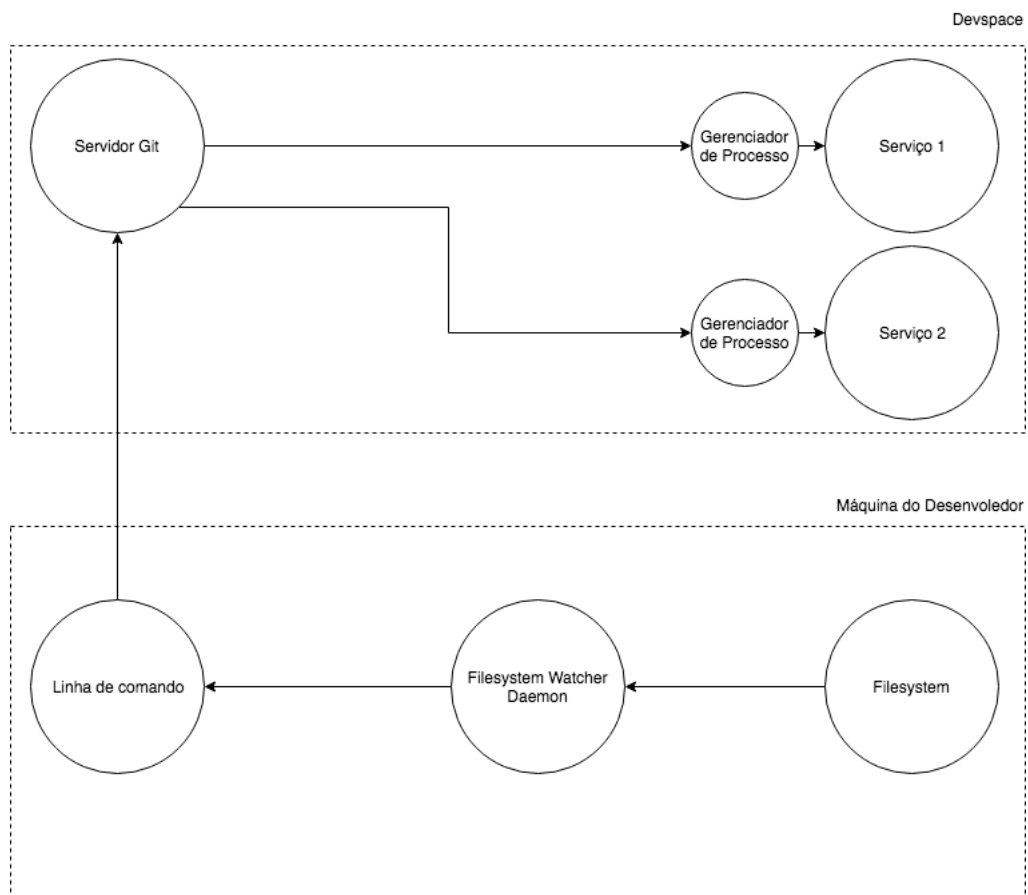 Devspace
Servidor Git
Gerenciador
de Processo
Serviço 1
Gerenciador
de Processo
Serviço 2
Máquina do Desenvoledor
Linha de comando
Filesystem Watcher
Daemon
Filesystem